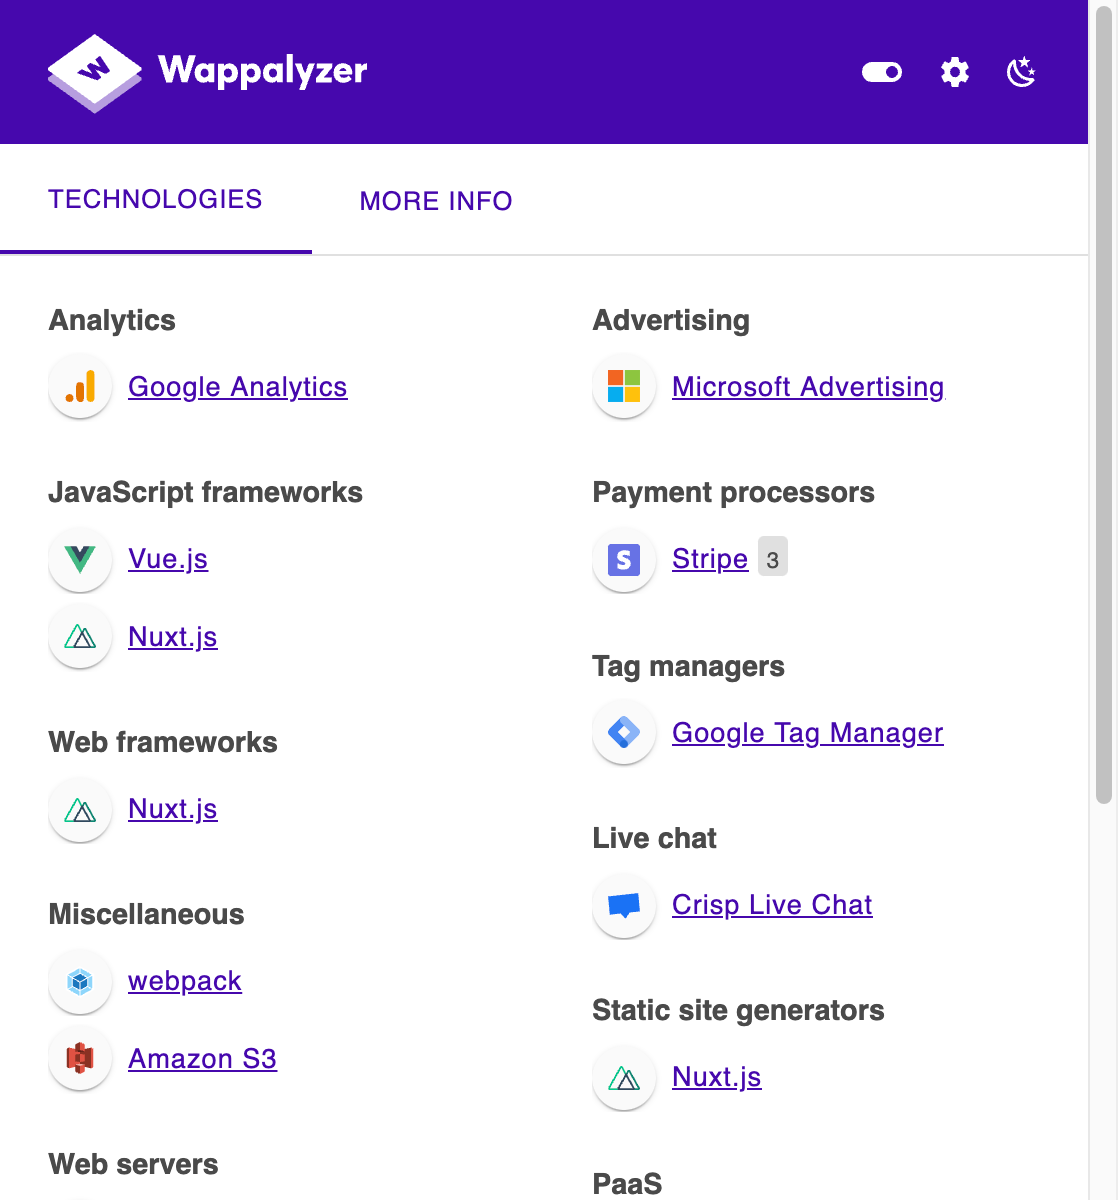 Wappalyzer
TECHNOLOGIES
MORE INFO
Analytics
Google Analytics
JavaScript frameworks
Vue.js
Nuxt.js
Web frameworks
Nuxt.js
Miscellaneous
webpack
Amazon S3
Web servers
Advertising
Microsoft Advertising
Payment processors
Stripe 3
Tag managers
Google Tag Manager
Live chat
Crisp Live Chat
Static site generators
Nuxt.js
PaaS